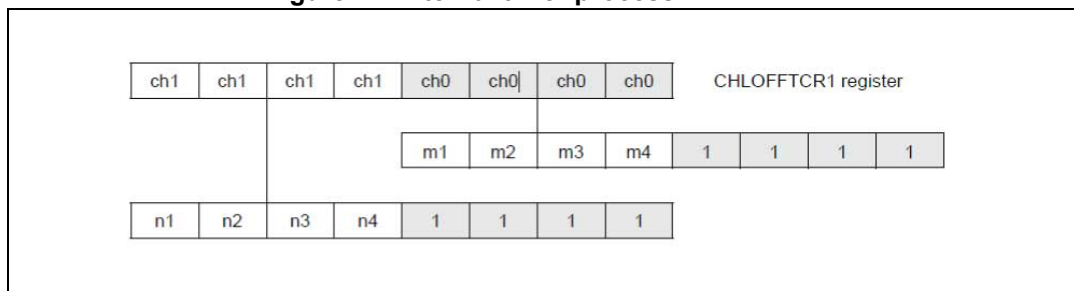 ch1 ch1 ch1 ch1 ch0 ch0 ch0 ch0 CHLOFFTCR1 register
m1 m2 m3 m4 1 1 1 1
n1 n2 n3 n4 1 1 1 1